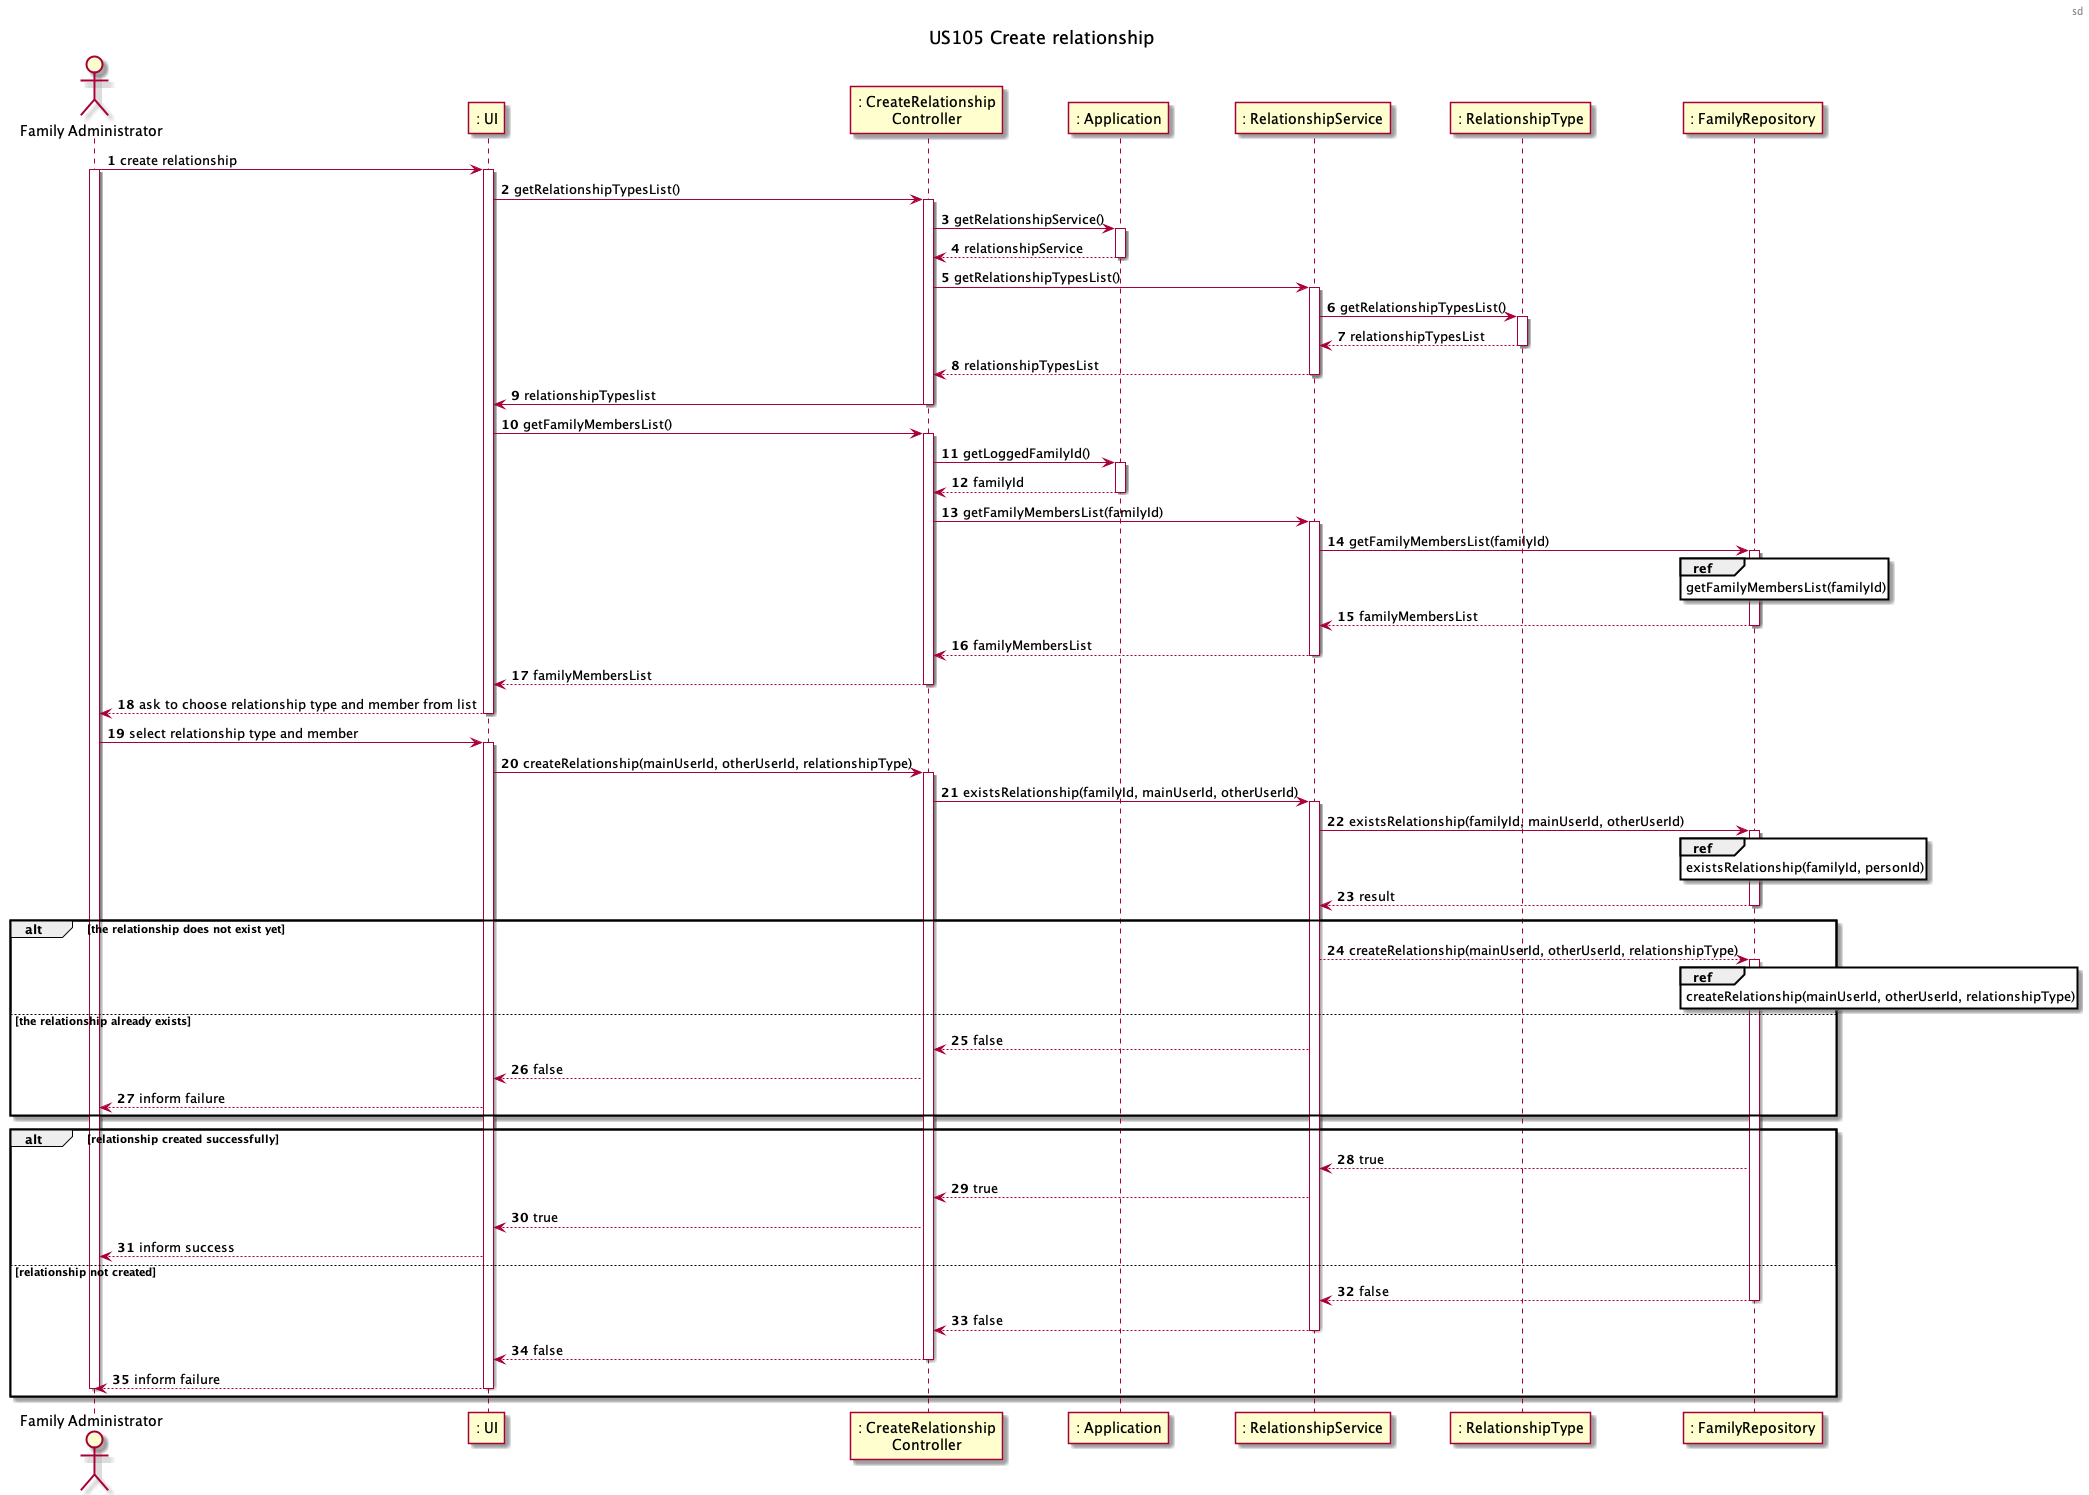 sd
US105 Create relationship
Family Administrator
: UI
: CreateRelationship
Controller
: Application
: RelationshipService
: RelationshipType
: FamilyRepository
1 create relationship
2 getRelationshipTypesList()
3 getRelationshipService()
4 relationshipService
5 getRelationshipTypesList()
6 getRelationshipTypesList()
7 relationshipTypesList
8 relationshipTypesList
9 relationshipTypeslist
10 getFamilyMembersList()
11 getLoggedFamilyId()
12 familyId
13 getFamilyMembersList(familyId)
14 getFamilyMembersList(familyId)
ref
getFamilyMembersList(familyId)
15 familyMembersList
16 familyMembersList
17 familyMembersList
18 ask to choose relationship type and member from list
19 select relationship type and member
20 createRelationship(mainUserId, otherUserId, relationshipType)
21 existsRelationship(familyId, mainUserId, otherUserId)
22 existsRelationship(familyId, mainUserId, otherUserId)
ref
existsRelationship(familyId, personId)
23 result
alt [the relationship does not exist yet]
24 createRelationship(mainUserId, otherUserId, relationshipType)
ref
createRelationship(mainUserId, otherUserId, relationshipType)
[the relationship already exists]
25 false
26 false
27 inform failure
alt [relationship created successfully]
28 true
29 true
30 true
31 inform success
[relationship not created]
32 false
33 false
34 false
35 inform failure
Family Administrator
: UI
: CreateRelationship
Controller
: Application
: RelationshipService
: RelationshipType
: FamilyRepository